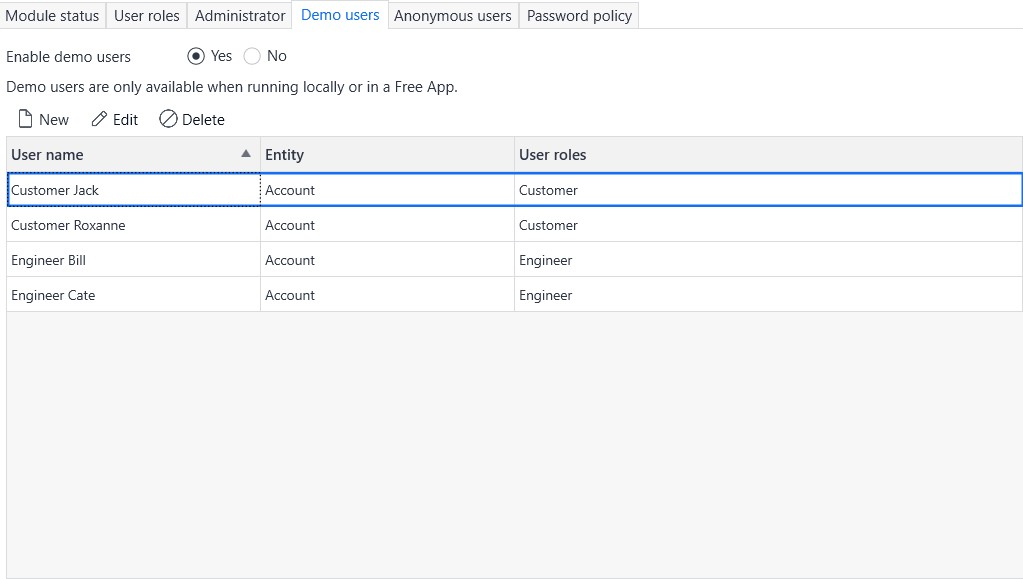 Module status User roles Administrator Demo users Anonymous users Password policy
Enable demo users Yes No
Demo users are only available when running locally or in a Free App.
New Edit Delete
User name Entity User roles
Customer Jack Account Customer
Customer Roxanne Account Customer
Engineer Bill Account Engineer
Engineer Cate Account Engineer